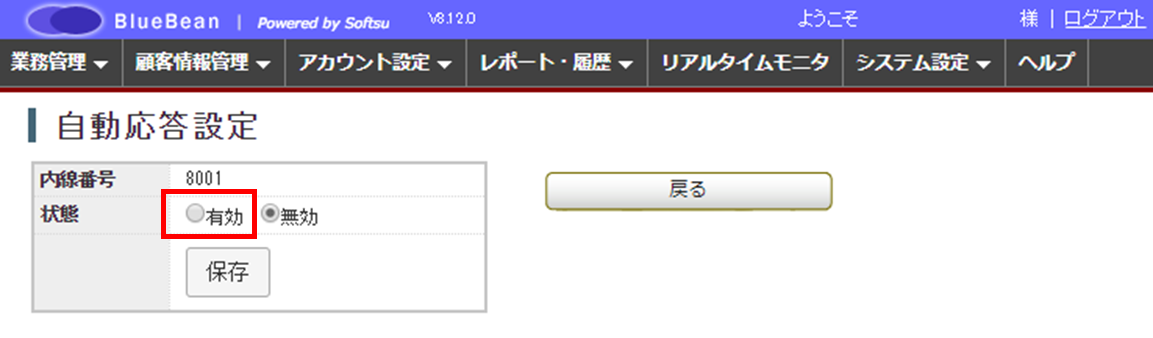 BlueBean | Powered by Softsu V8.12.0 ようこそ 様 | ログアウト
業務管理 顧客情報管理 アカウント設定 レポート・履歴 リアルタイムモニタ システム設定 ヘルプ
自動応答設定
内線番号 8001
状態 有効 無効
保存
戻る